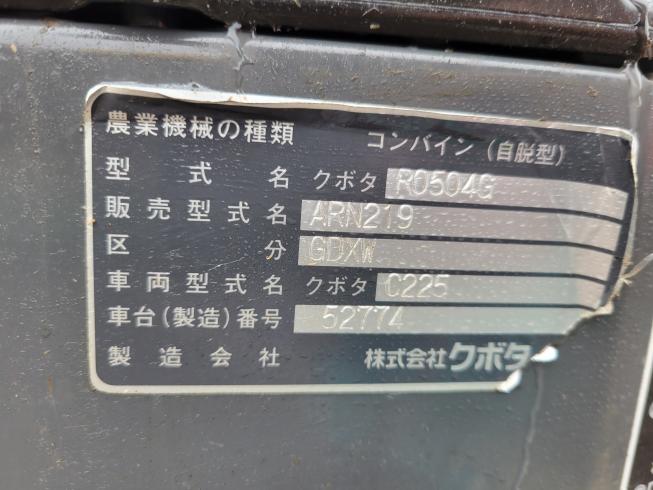 農業機械の種類 コンバイン(自脱型)
型式名 クボタ RO504G
販売型式名 ARN219
区分 GDXW
車両型式名 クボタ C225
車台(製造)番号 52774
製造会社 株式会社クボタ